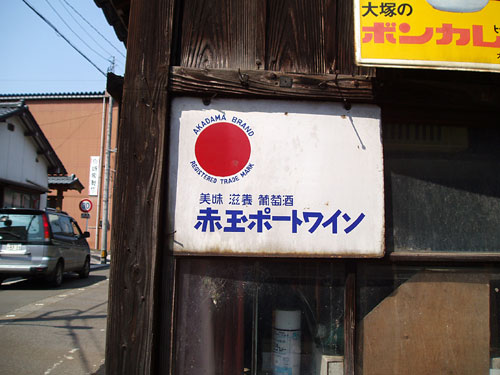 大塚の
ボンカレ
AKADAMA BRAND
REGISTERED TRADE MARK
美味 滋養 葡萄酒
赤玉ポートワイン